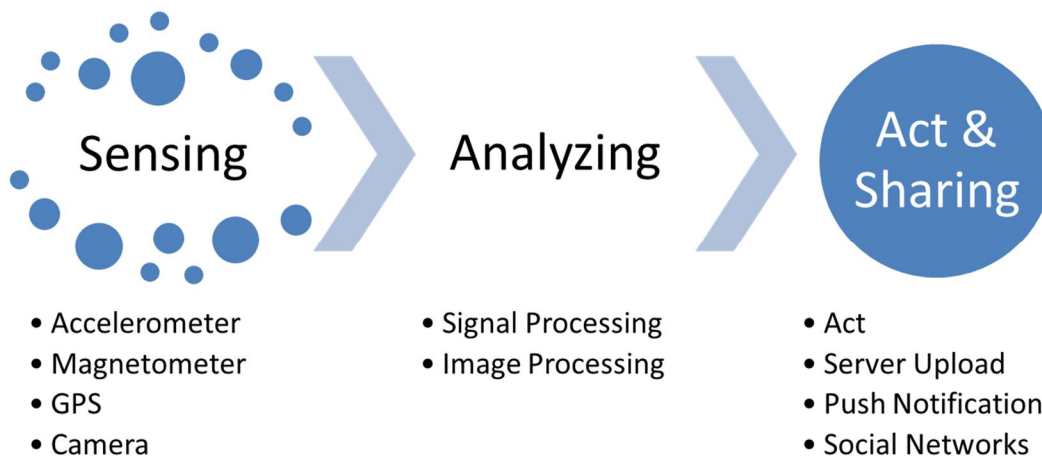 Sensing
Analyzing
Act &
Sharing
• Accelerometer
• Magnetometer
• GPS
• Camera
• Signal Processing
• Image Processing
• Act
• Server Upload
• Push Notification
• Social Networks